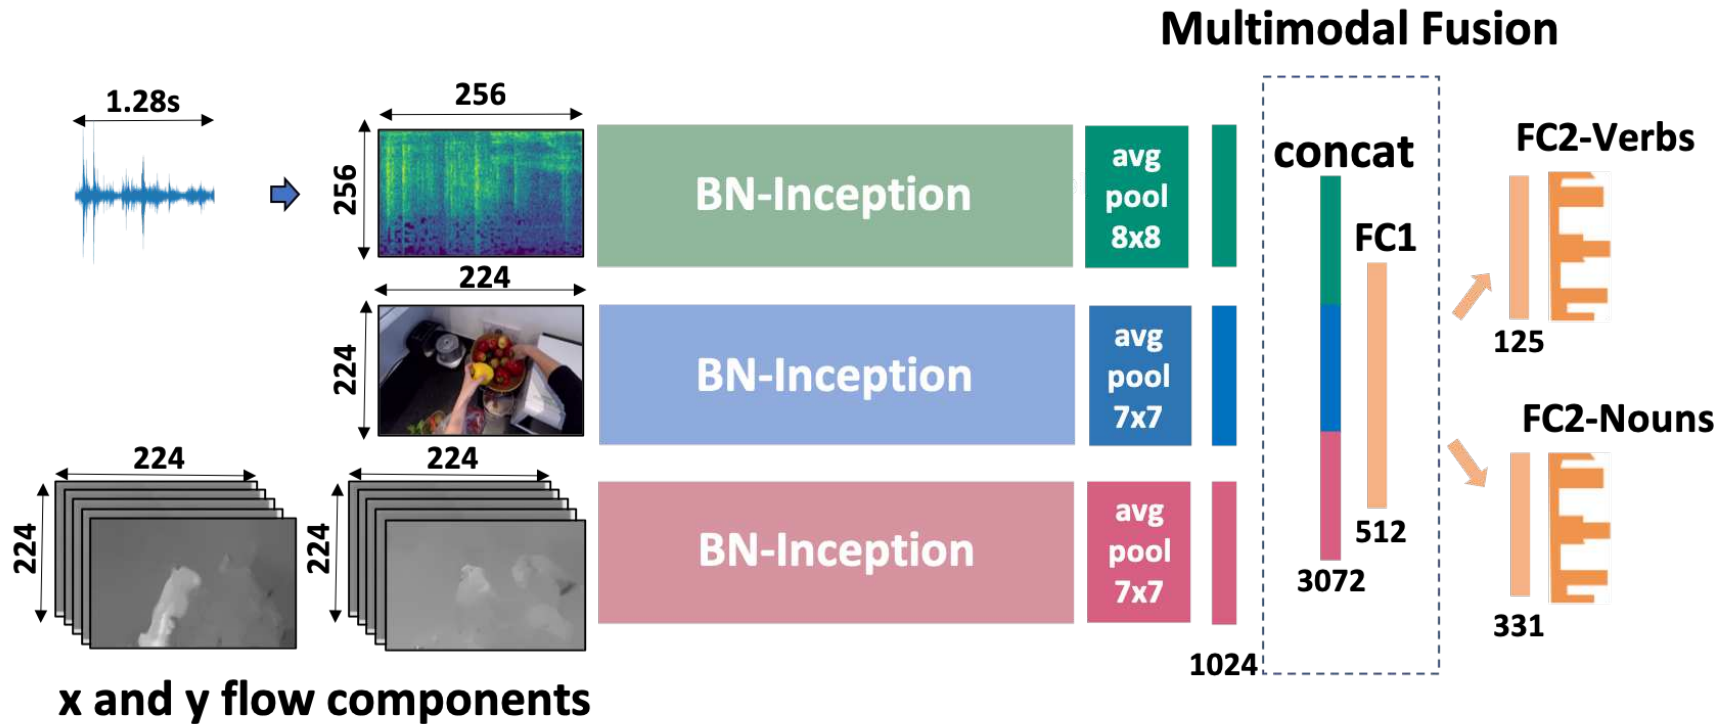 Multimodal Fusion
1.28s
256
256
BN-Inception
avg
pool
8x8
concat
FC1
FC2-Verbs
125
224
224
BN-Inception
avg
pool
7x7
FC2-Nouns
331
224
224
224
224
BN-Inception
avg
pool
7x7
1024
3072
512
x and y flow components